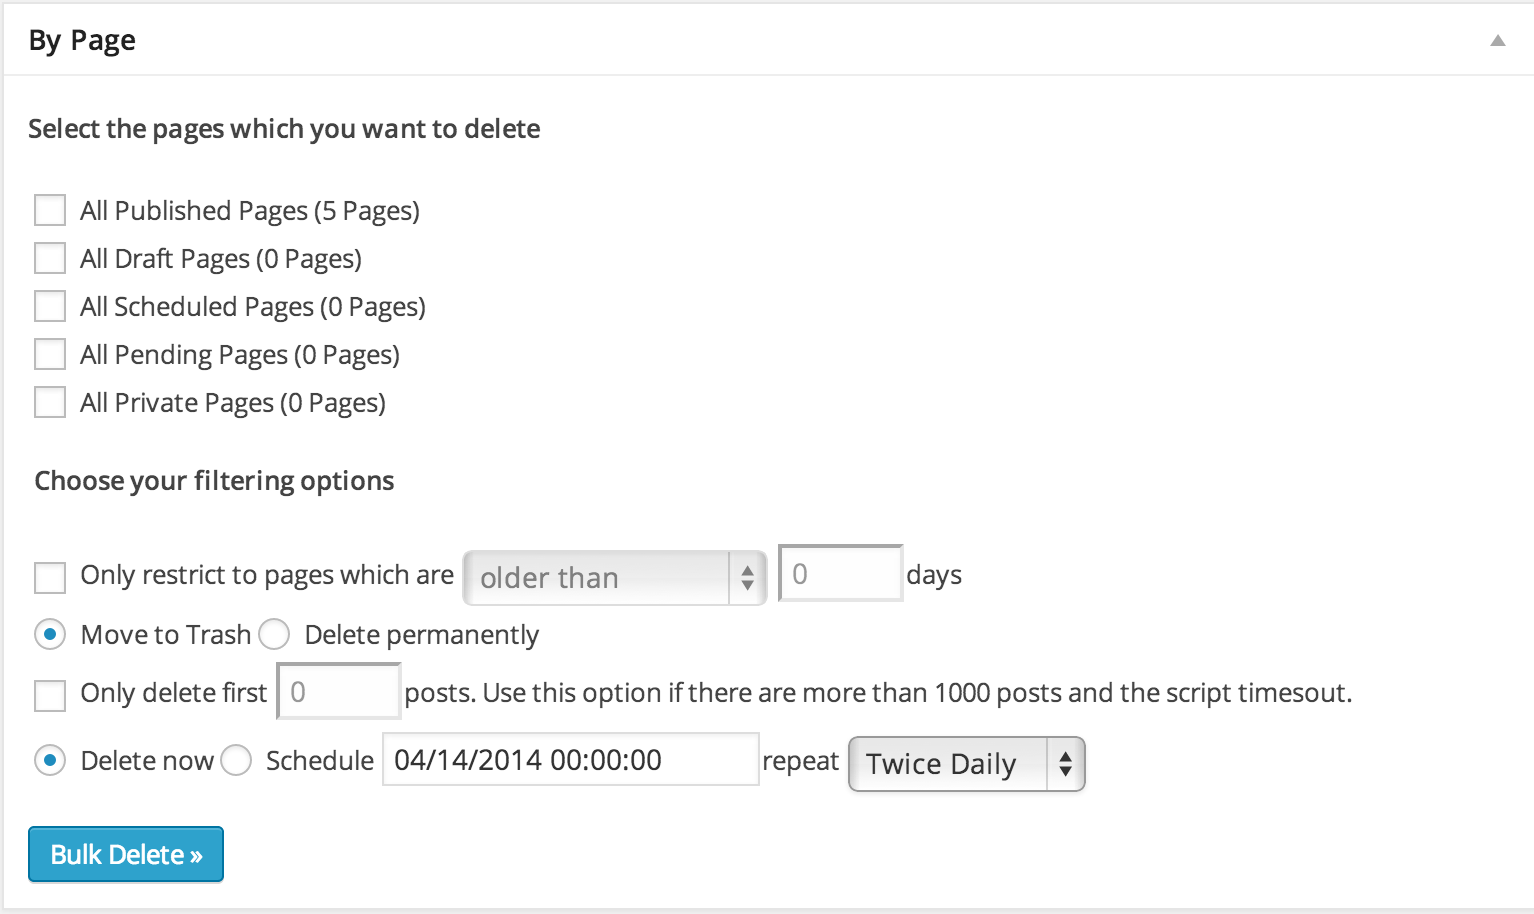 By Page
Select the pages which you want to delete
All Published Pages (5 Pages)
All Draft Pages (0 Pages)
All Scheduled Pages (0 Pages)
All Pending Pages (0 Pages)
All Private Pages (0 Pages)
Choose your filtering options
Only restrict to pages which are older than 0 days
Move to Trash Delete permanently
Only delete first 0 posts. Use this option if there are more than 1000 posts and the script timesout.
Delete now Schedule 04/14/2014 00:00:00 repeat Twice Daily
Bulk Delete »